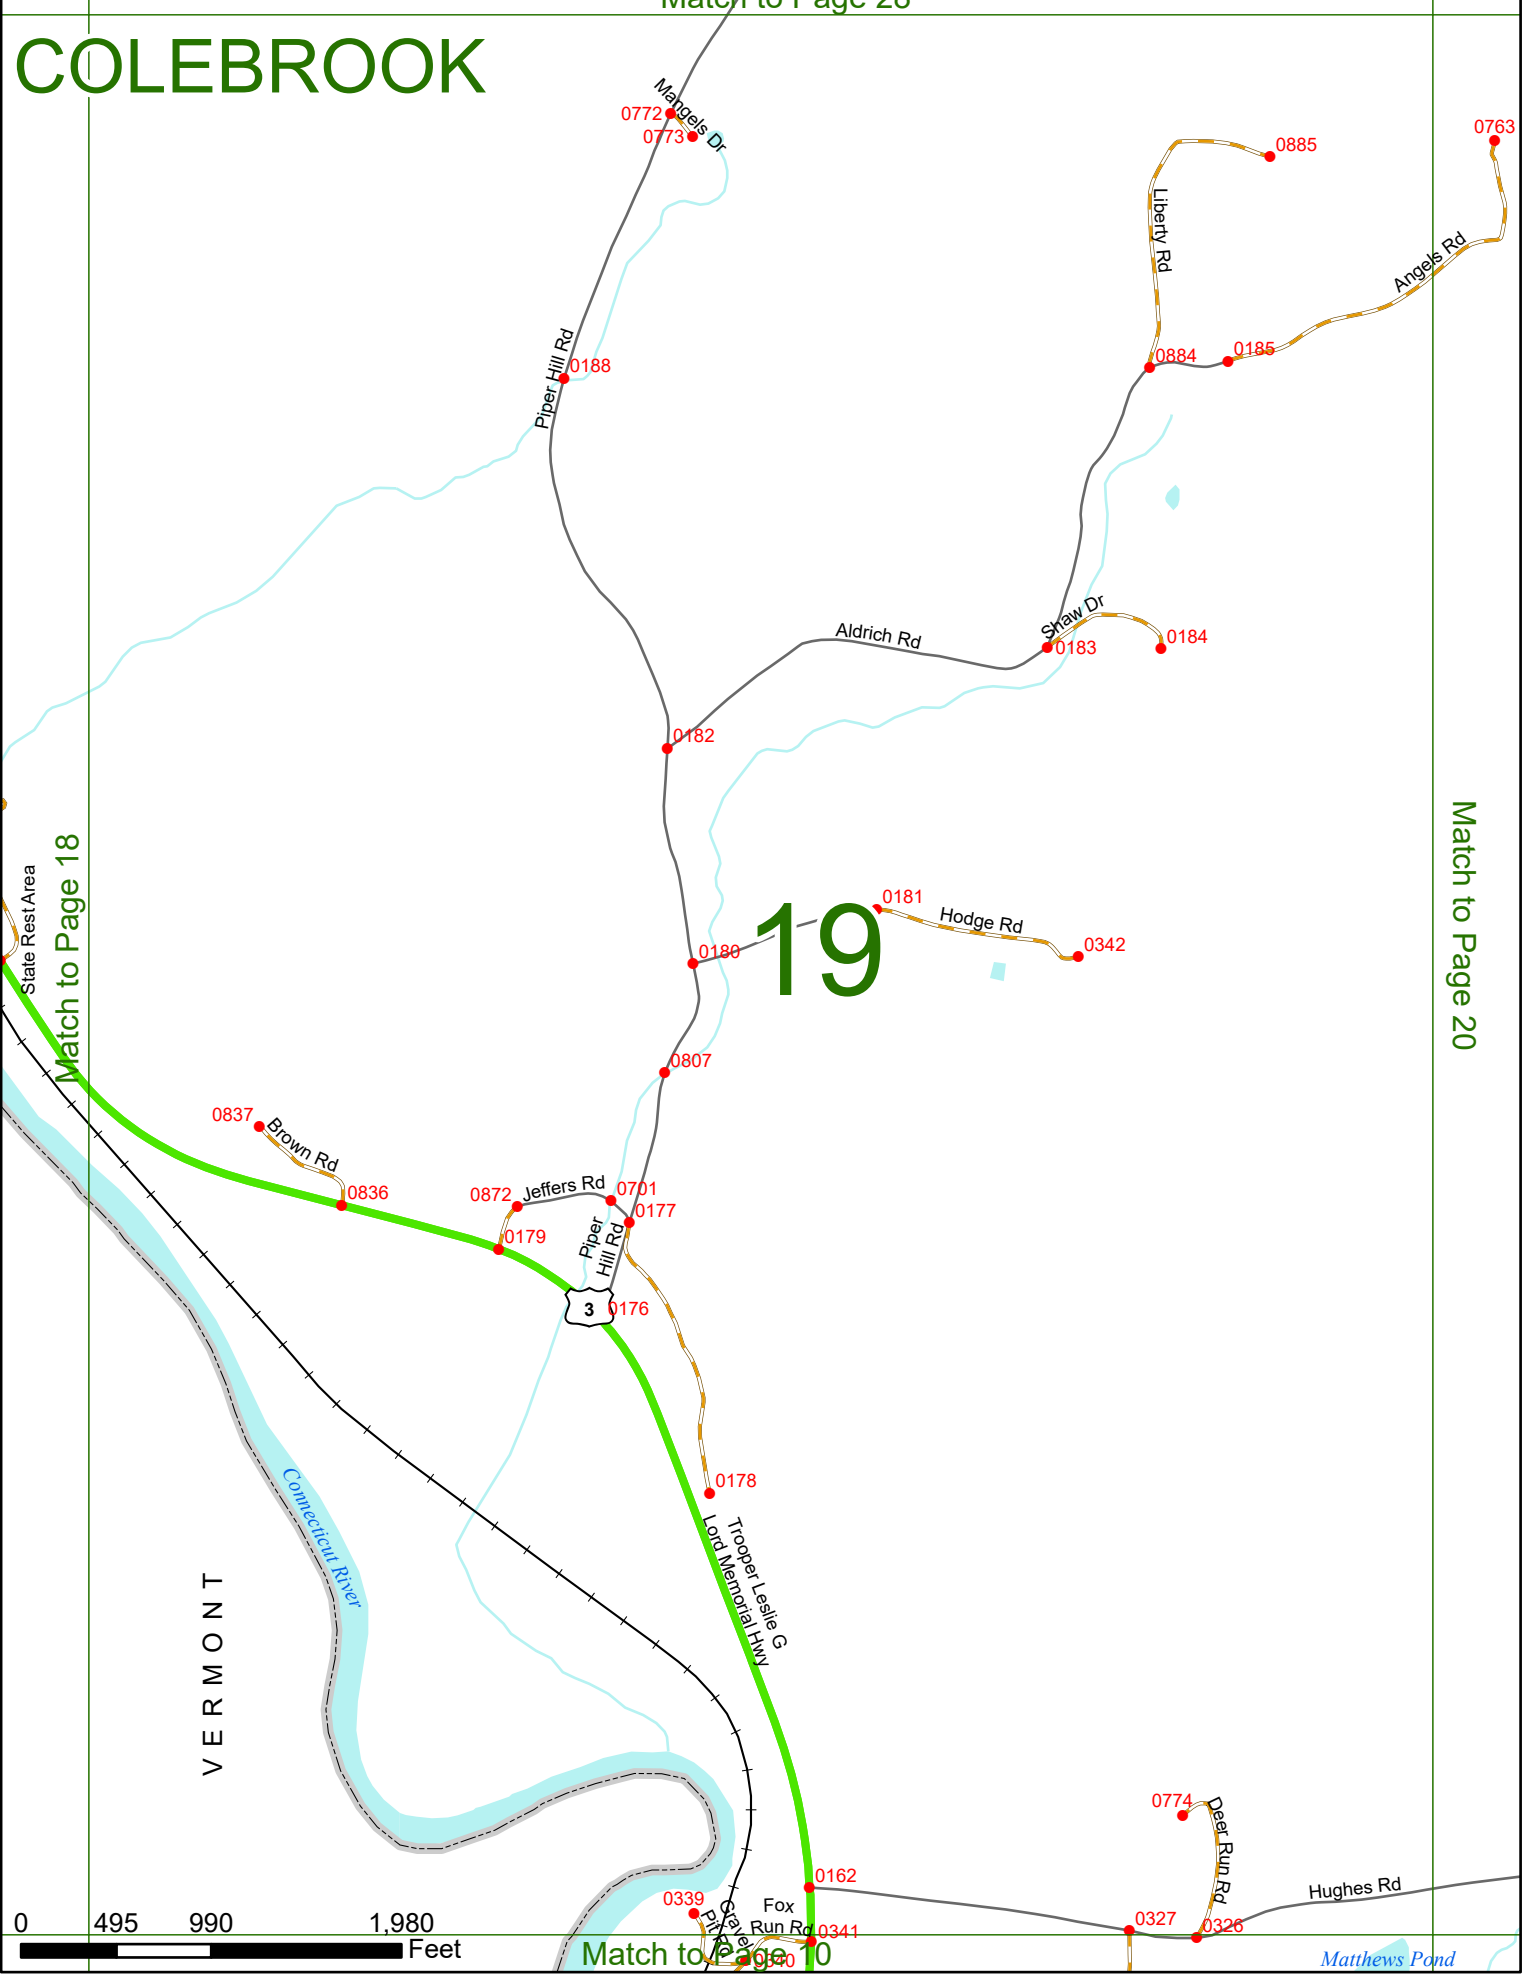 Match to Page 28
COLEBROOK
Mangels Dr
0772
0773
0763
0885
Liberty Rd
Angels Rd
Piper Hill Rd
0188
0884
0185
Shaw Dr
Aldrich Rd
0183
0184
0182
Match to Page 18
State Rest Area
Match to Page 20
19
0181
Hodge Rd
0342
0180
0807
0837
Brown Rd
0836
0872
Jeffers Rd
0701
0177
Piper
Hill Rd
0179
3
0176
0178
Trooper Leslie G
Lord Memorial Hwy
Connecticut River
VERMONT
0774
Deer Run Rd
0162
Hughes Rd
0339
Gravel
Pit Rd
Fox
Run Rd
0341
0327
0326
0340
0 495 990 1,980
Feet
Match to Page 10
Matthews Pond